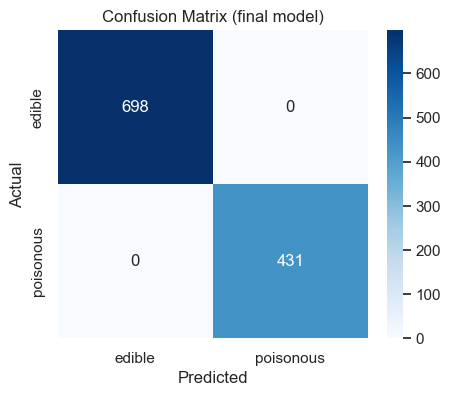 Confusion Matrix (final model)
Actual
edible
698
0
poisonous
0
431
edible
poisonous
Predicted
600
500
400
300
200
100
0